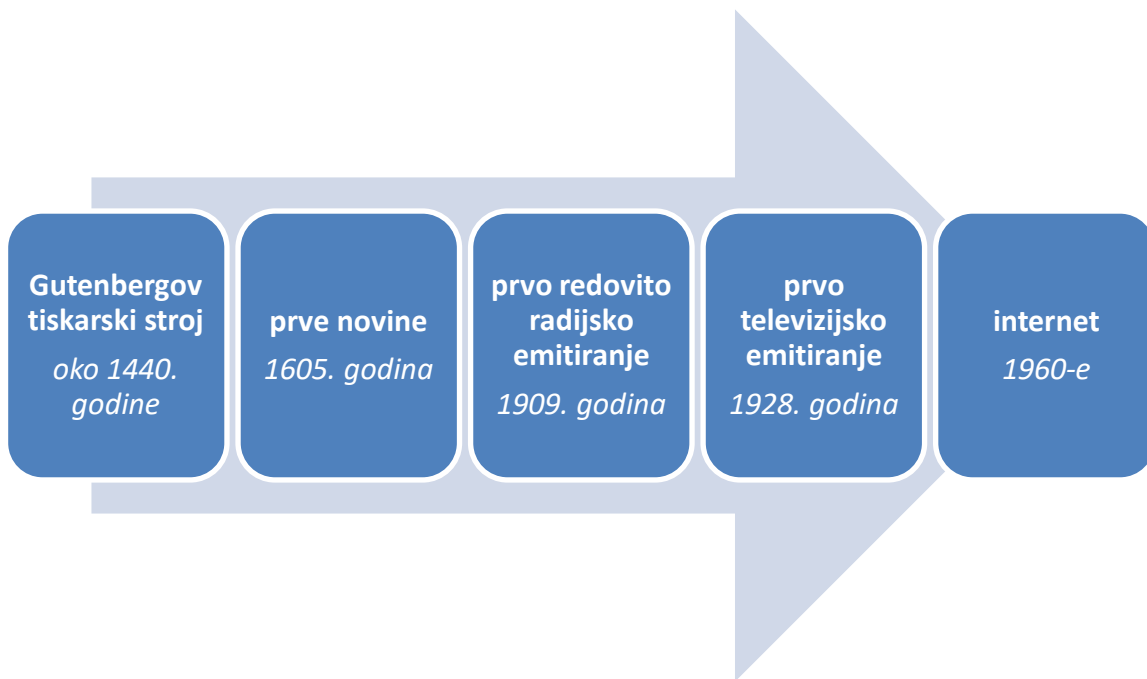 Gutenbergov
tiskarski stroj
oko 1440.
godine
prve novine
1605. godina
prvo redovito
radijsko
emitiranje
1909. godina
prvo
televizijsko
emitiranje
1928. godina
internet
1960-e